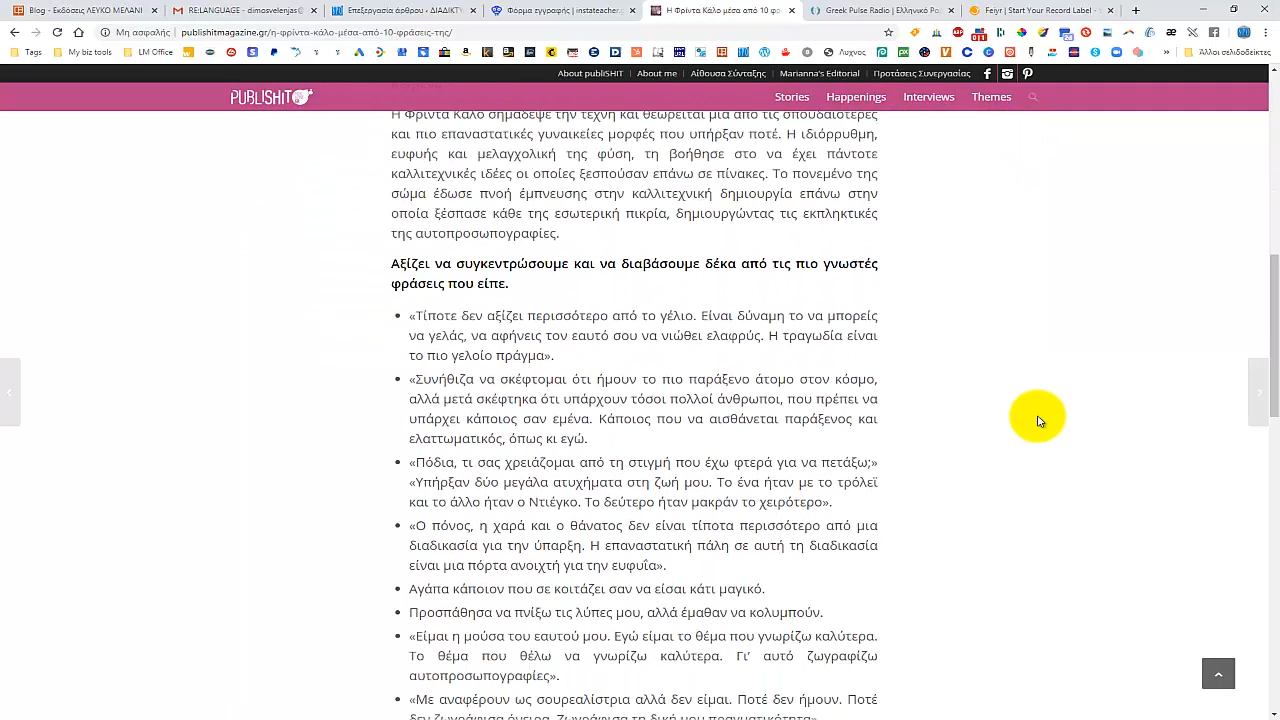 Blog - Εκδόσεις ΛΕΥΚΟ ΜΕΛΑΝΙ
RE:LANGUAGE - dimosvelenjas@
Επεξεργασία άρθρου ‹ ΔΙΑΔΙΚΤΥ
Φόρμα εγγραφής | instateacher.g
Η Φρίντα Κάλο μέσα από 10 φρ
Greek Pulse Radio | Ελληνικό Ρα
Feiyr | Start Your Record Label -
Μη ασφαλής | publishitmagazine.gr/η-φρίντα-κάλο-μέσα-από-10-φράσεις-της/
Tags
My biz tools
LM Office
Λυχνος
Άλλοι σελιδοδείκτες
About publiSHIT
About me
Αίθουσα Σύνταξης
Marianna's Editorial
Προτάσεις Συνεργασίας
PUBLISHIT
Stories
Happenings
Interviews
Themes
Η Φρίντα Κάλο σημάδεψε την τέχνη και θεωρείται μία από τις σπουδαιότερες
και πιο επαναστατικές γυναικείες μορφές που υπήρξαν ποτέ. Η ιδιόρρυθμη,
ευφυής και μελαγχολική της φύση, τη βοήθησε στο να έχει πάντοτε
καλλιτεχνικές ιδέες οι οποίες ξεσπούσαν επάνω σε πίνακες. Το πονεμένο της
σώμα έδωσε πνοή έμπνευσης στην καλλιτεχνική δημιουργία επάνω στην
οποία ξέσπασε κάθε της εσωτερική πικρία, δημιουργώντας τις εκπληκτικές
της αυτοπροσωπογραφίες.
Αξίζει να συγκεντρώσουμε και να διαβάσουμε δέκα από τις πιο γνωστές
φράσεις που είπε.
«Τίποτε δεν αξίζει περισσότερο από το γέλιο. Είναι δύναμη το να μπορείς
να γελάς, να αφήνεις τον εαυτό σου να νιώθει ελαφρύς. Η τραγωδία είναι
το πιο γελοίο πράγμα».
«Συνήθιζα να σκέφτομαι ότι ήμουν το πιο παράξενο άτομο στον κόσμο,
αλλά μετά σκέφτηκα ότι υπάρχουν τόσοι πολλοί άνθρωποι, που πρέπει να
υπάρχει κάποιος σαν εμένα. Κάποιος που να αισθάνεται παράξενος και
ελαττωματικός, όπως κι εγώ.
«Πόδια, τι σας χρειάζομαι από τη στιγμή που έχω φτερά για να πετάξω;»
«Υπήρξαν δύο μεγάλα ατυχήματα στη ζωή μου. Το ένα ήταν με το τρόλεϊ
και το άλλο ήταν ο Ντιέγκο. Το δεύτερο ήταν μακράν το χειρότερο».
«Ο πόνος, η χαρά και ο θάνατος δεν είναι τίποτα περισσότερο από μια
διαδικασία για την ύπαρξη. Η επαναστατική πάλη σε αυτή τη διαδικασία
είναι μια πόρτα ανοιχτή για την ευφυΐα».
Αγάπα κάποιον που σε κοιτάζει σαν να είσαι κάτι μαγικό.
Προσπάθησα να πνίξω τις λύπες μου, αλλά έμαθαν να κολυμπούν.
«Είμαι η μούσα του εαυτού μου. Εγώ είμαι το θέμα που γνωρίζω καλύτερα.
Το θέμα που θέλω να γνωρίζω καλύτερα. Γι' αυτό ζωγραφίζω
αυτοπροσωπογραφίες».
«Με αναφέρουν ως σουρεαλίστρια αλλά δεν είμαι. Ποτέ δεν ήμουν. Ποτέ
δεν ζωγράφισα όνειρα. Ζωγράφισα τη δική μου πραγματικότητα».